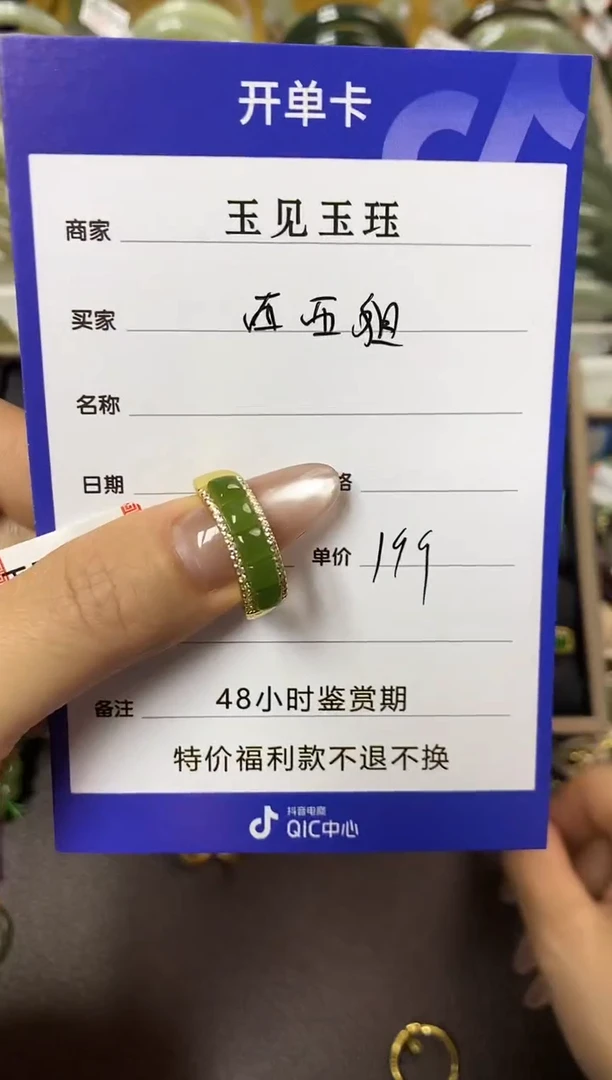 开单卡
商家 玉见玉珏
买家
名称
日期 格
单价 199
备注 48小时鉴赏期
特价福利款不退不换
抖音电商
QIC中心